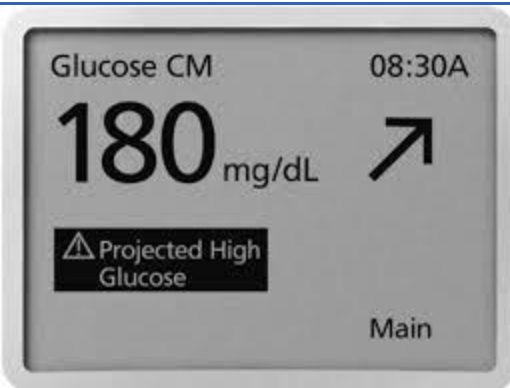 Glucose CM 08:30A
180 mg/dL
Projected High
Glucose
Main